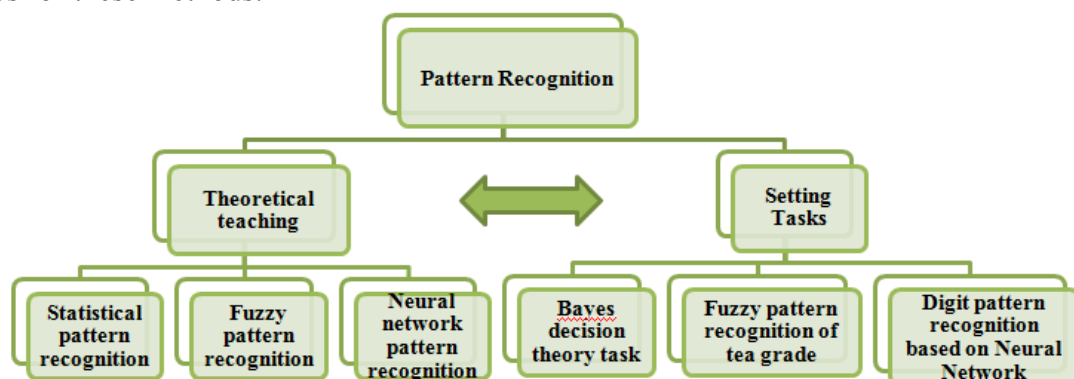 Pattern Recognition
Theoretical
teaching
Setting
Tasks
Statistical
pattern
recognition
Fuzzy
pattern
recognition
Neural
network
pattern
recognition
Bayes
decision
theory task
Fuzzy pattern
recognition of
tea grade
Digit pattern
recognition
based on Neural
Network